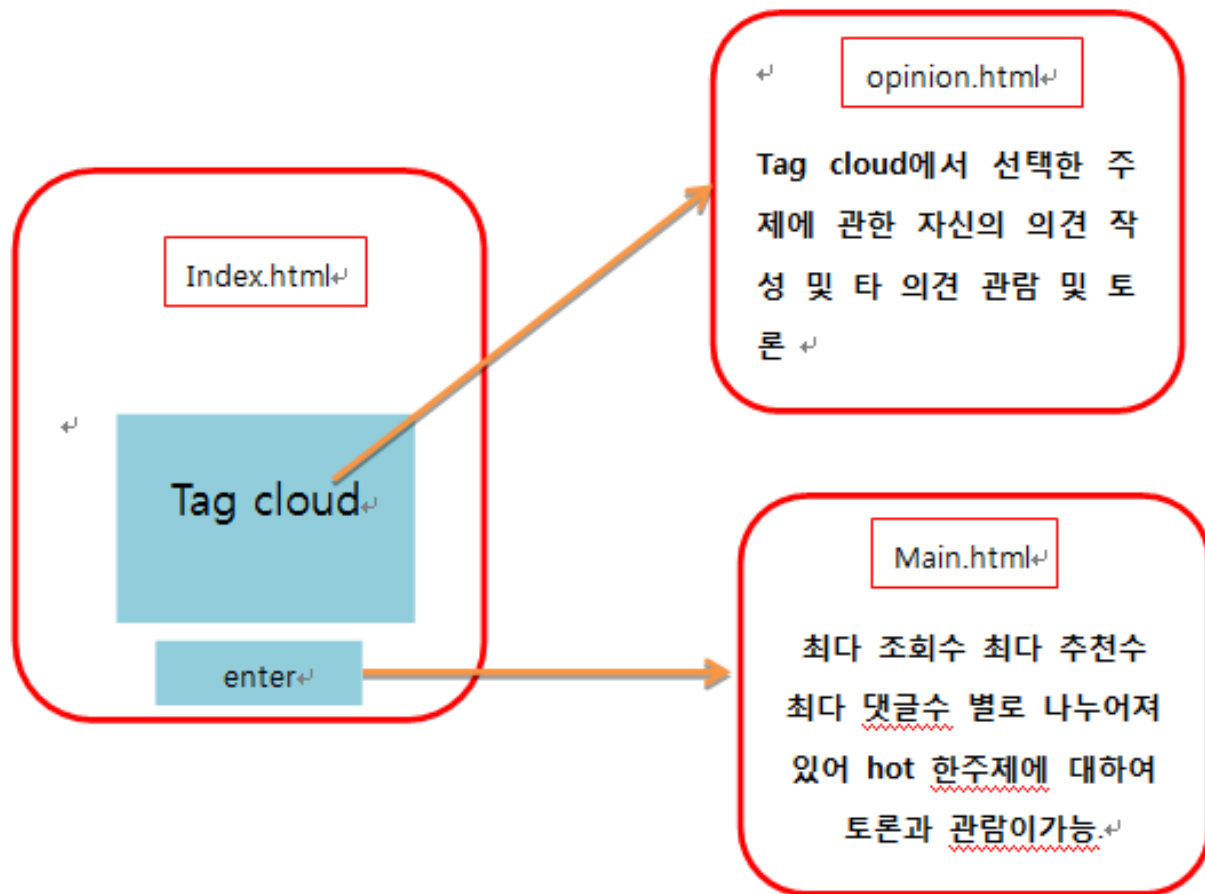 Index.html
Tag cloud
enter
opinion.html
Tag cloud에서 선택한 주
제에 관한 자신의 의견 작
성 및 타 의견 관람 및 토
론
Main.html
최다 조회수 최다 추천수
최다 댓글수 별로 나누어져
있어 hot 한주제에 대하여
토론과 관람이가능.